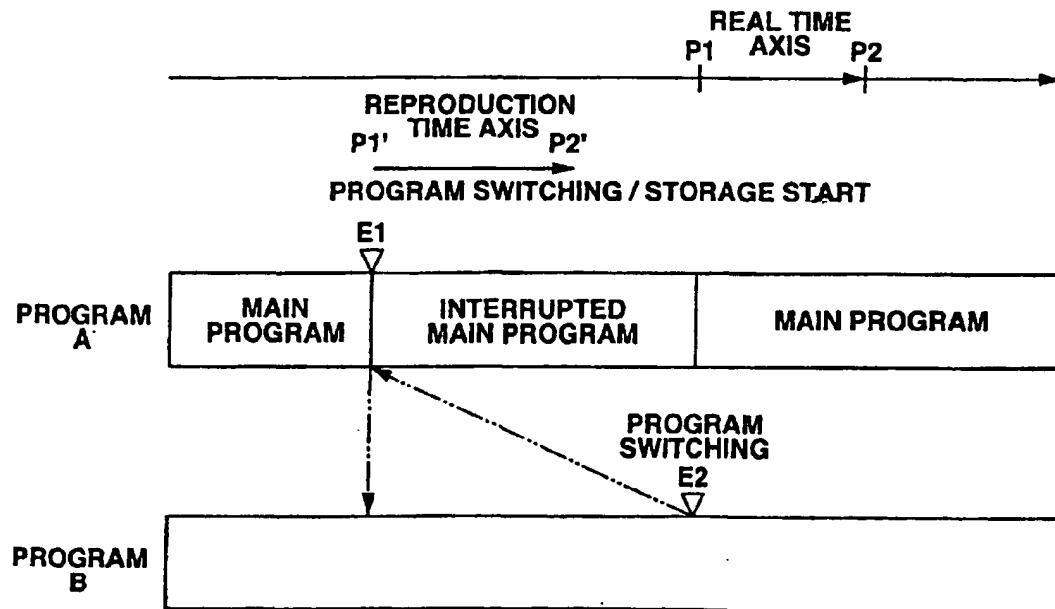 REAL TIME
AXIS
P1
P2
REPRODUCTION
TIME AXIS
P1'
P2'
PROGRAM SWITCHING / STORAGE START
E1
PROGRAM
A
MAIN
PROGRAM
INTERRUPTED
MAIN PROGRAM
MAIN PROGRAM
PROGRAM
SWITCHING
E2
PROGRAM
B